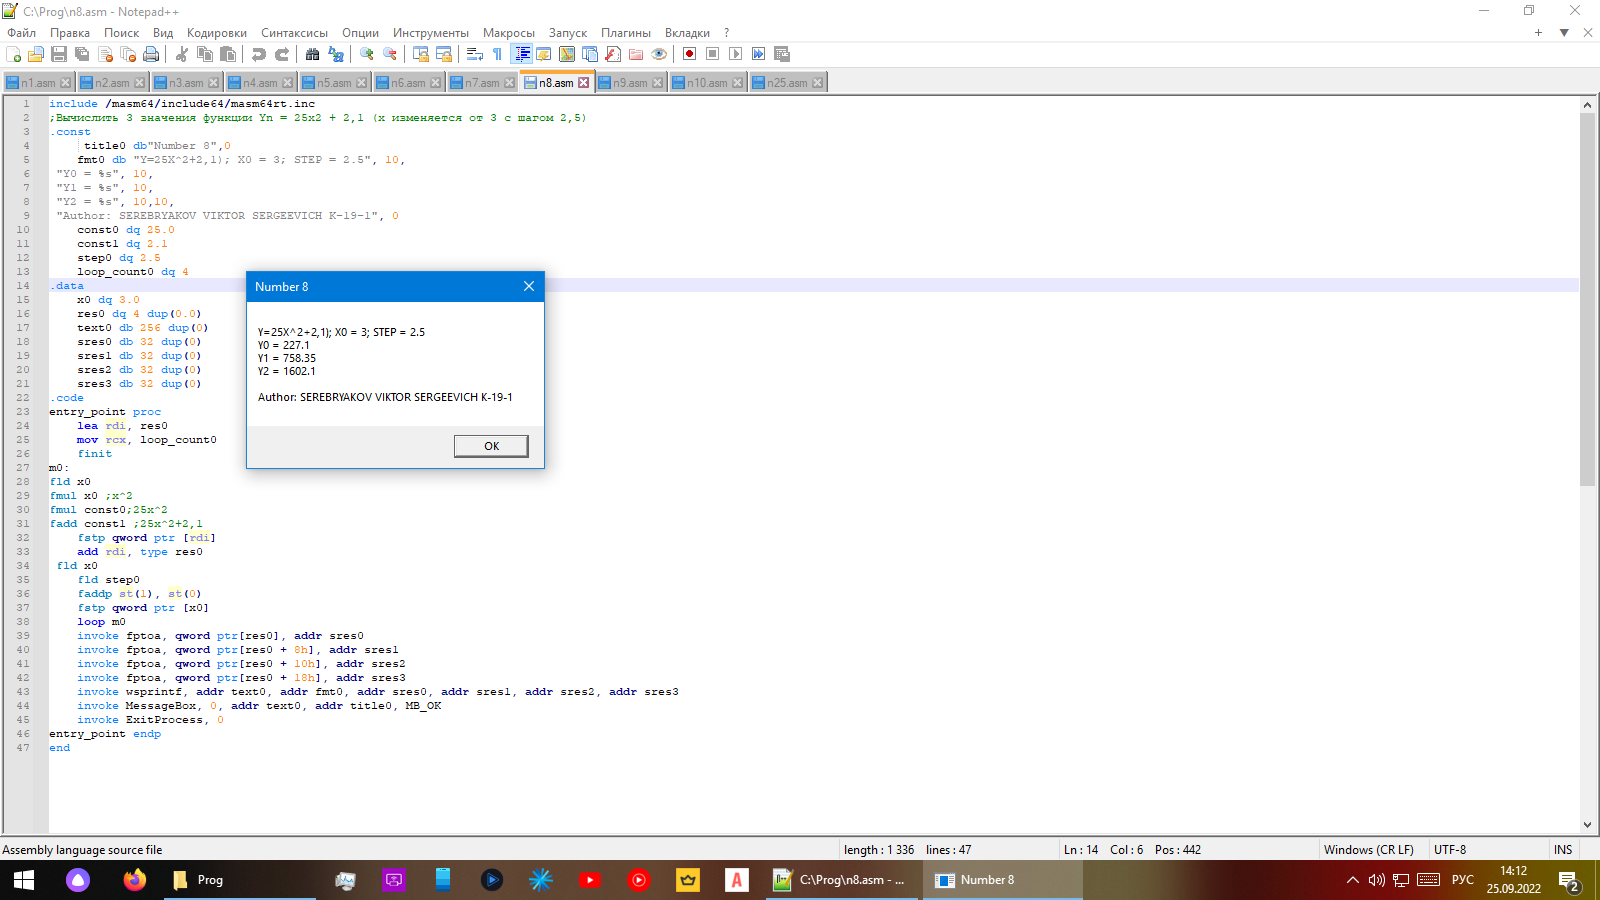 C:\Prog\n8.asm - Notepad++
Файл Правка Поиск Вид Кодировки Синтаксисы Опции Инструменты Макросы Запуск Плагины Вкладки ?
n1.asm n2.asm n3.asm n4.asm n5.asm n6.asm n7.asm n8.asm n9.asm n10.asm n25.asm
1 include /masm64/include64/masm64rt.inc
2 ;Вычислить 3 значения функции Yn = 25x2 + 2,1 (x изменяется от 3 с шагом 2,5)
3 .const
4 title0 db"Number 8",0
5 fmt0 db "Y=25X^2+2,1); X0 = 3; STEP = 2.5", 10,
6 "Y0 = %s", 10,
7 "Y1 = %s", 10,
8 "Y2 = %s", 10,10,
9 "Author: SEREBRYAKOV VIKTOR SERGEEVICH K-19-1", 0
10 const0 dq 25.0
11 const1 dq 2.1
12 step0 dq 2.5
13 loop_count0 dq 4
14 .data
15 x0 dq 3.0
16 res0 dq 4 dup(0.0)
17 text0 db 256 dup(0)
18 sres0 db 32 dup(0)
19 sres1 db 32 dup(0)
20 sres2 db 32 dup(0)
21 sres3 db 32 dup(0)
22 .code
23 entry_point proc
24 lea rdi, res0
25 mov rcx, loop_count0
26 finit
27 m0:
28 fld x0
29 fmul x0 ;x^2
30 fmul const0;25x^2
31 fadd const1 ;25x^2+2,1
32 fstp qword ptr [rdi]
33 add rdi, type res0
34 fld x0
35 fld step0
36 faddp st(1), st(0)
37 fstp qword ptr [x0]
38 loop m0
39 invoke fptoa, qword ptr[res0], addr sres0
40 invoke fptoa, qword ptr[res0 + 8h], addr sres1
41 invoke fptoa, qword ptr[res0 + 10h], addr sres2
42 invoke fptoa, qword ptr[res0 + 18h], addr sres3
43 invoke wsprintf, addr text0, addr fmt0, addr sres0, addr sres1, addr sres2, addr sres3
44 invoke MessageBox, 0, addr text0, addr title0, MB_OK
45 invoke ExitProcess, 0
46 entry_point endp
47 end
Number 8
Y=25X^2+2,1); X0 = 3; STEP = 2.5
Y0 = 227.1
Y1 = 758.35
Y2 = 1602.1
Author: SEREBRYAKOV VIKTOR SERGEEVICH K-19-1
OK
Assembly language source file length : 1 336 lines : 47 Ln : 14 Col : 6 Pos : 442 Windows (CR LF) UTF-8 INS
Prog C:\Prog\n8.asm - ... Number 8 РУС 14:12
25.09.2022 2